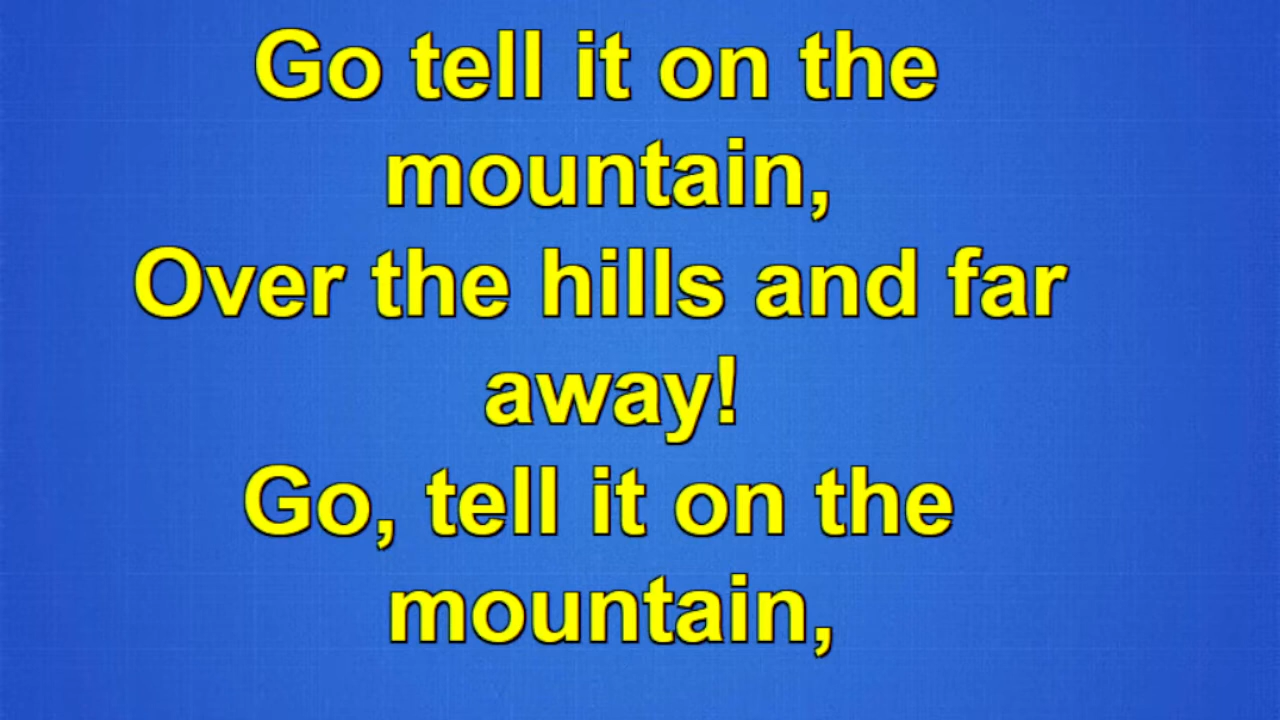 Go tell it on the
mountain,
Over the hills and far
away!
Go, tell it on the
mountain,